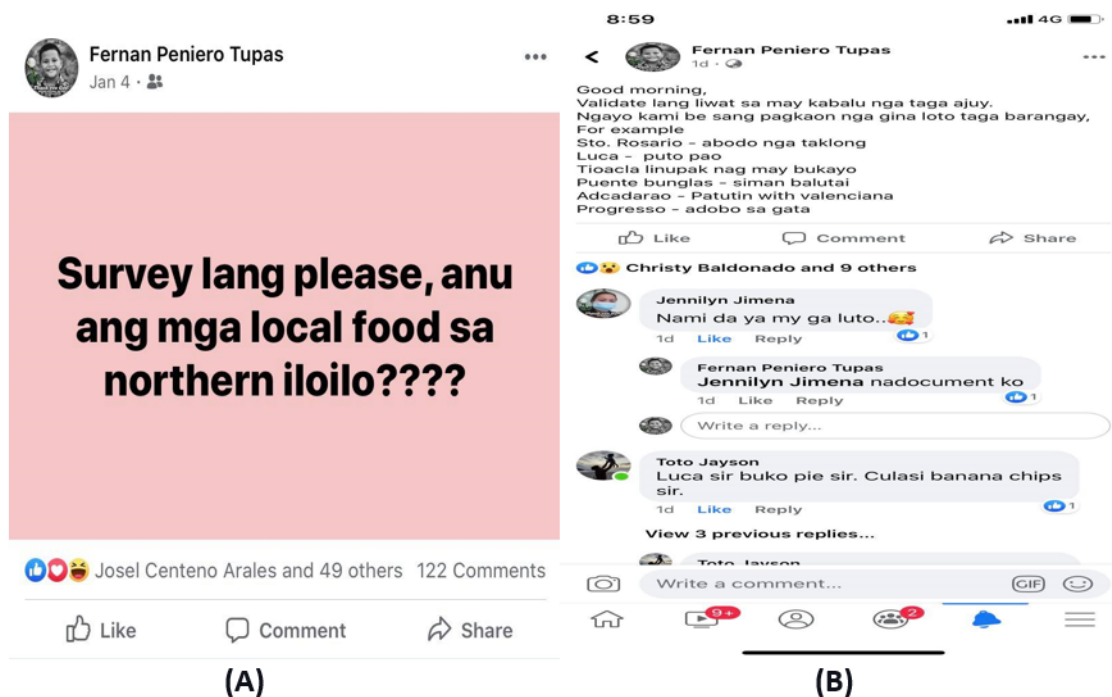 Fernan Peniero Tupas
Jan 4 ·
Survey lang please, anu
ang mga local food sa
northern iloilo????
Josel Centeno Arales and 49 others 122 Comments
Like Comment Share
(A)
8:59 4G
Fernan Peniero Tupas
1d ·
Good morning,
Validate lang liwat sa may kabalu nga taga ajuy.
Ngayo kami be sang pagkaon nga gina loto taga barangay,
For example
Sto. Rosario - abodo nga taklong
Luca - puto pao
Tioacla linupak nag may bukayo
Puente bunglas - siman balutai
Adcadarao - Patutin with valenciana
Progresso - adobo sa gata
Like Comment Share
Christy Baldonado and 9 others
Jennilyn Jimena
Nami da ya my ga luto..🥰
1d Like Reply 1
Fernan Peniero Tupas
Jennilyn Jimena nadocument ko
1d Like Reply 1
Write a reply...
Toto Jayson
Luca sir buko pie sir. Culasi banana chips
sir.
1d Like Reply 1
View 3 previous replies...
Toto Jayson
Write a comment... GIF
9+ 2
(B)